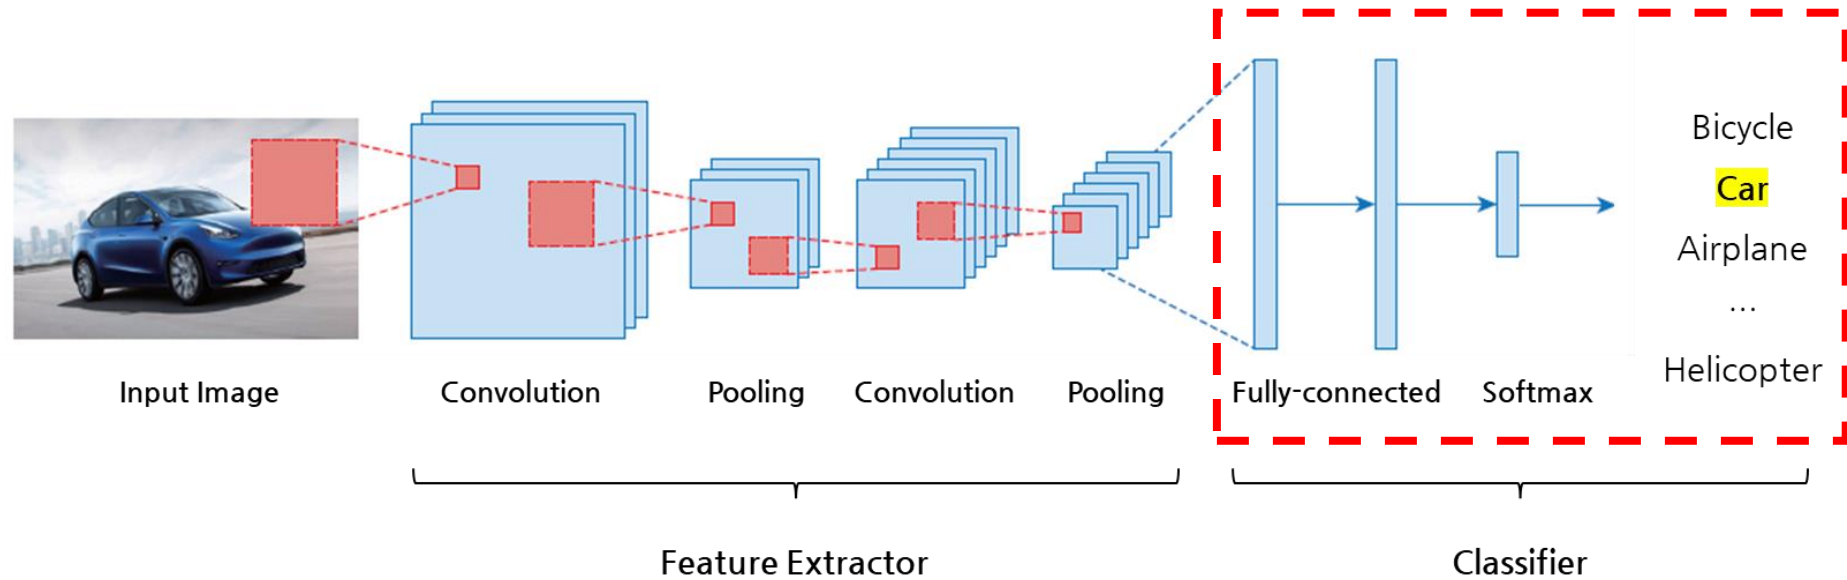 Bicycle
Car
Airplane
...
Helicopter
Input Image
Convolution
Pooling
Convolution
Pooling
Fully-connected
Softmax
Feature Extractor
Classifier